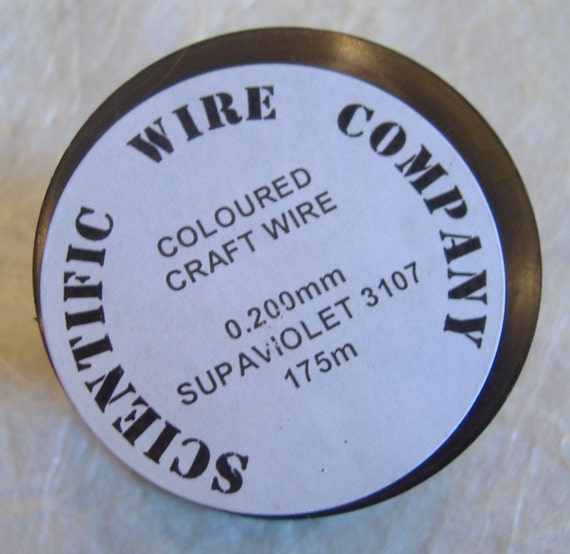 SCIENTIFIC WIRE COMPANY
COLOURED
CRAFT WIRE
0.200mm
SUPAVIOLET 3107
175m